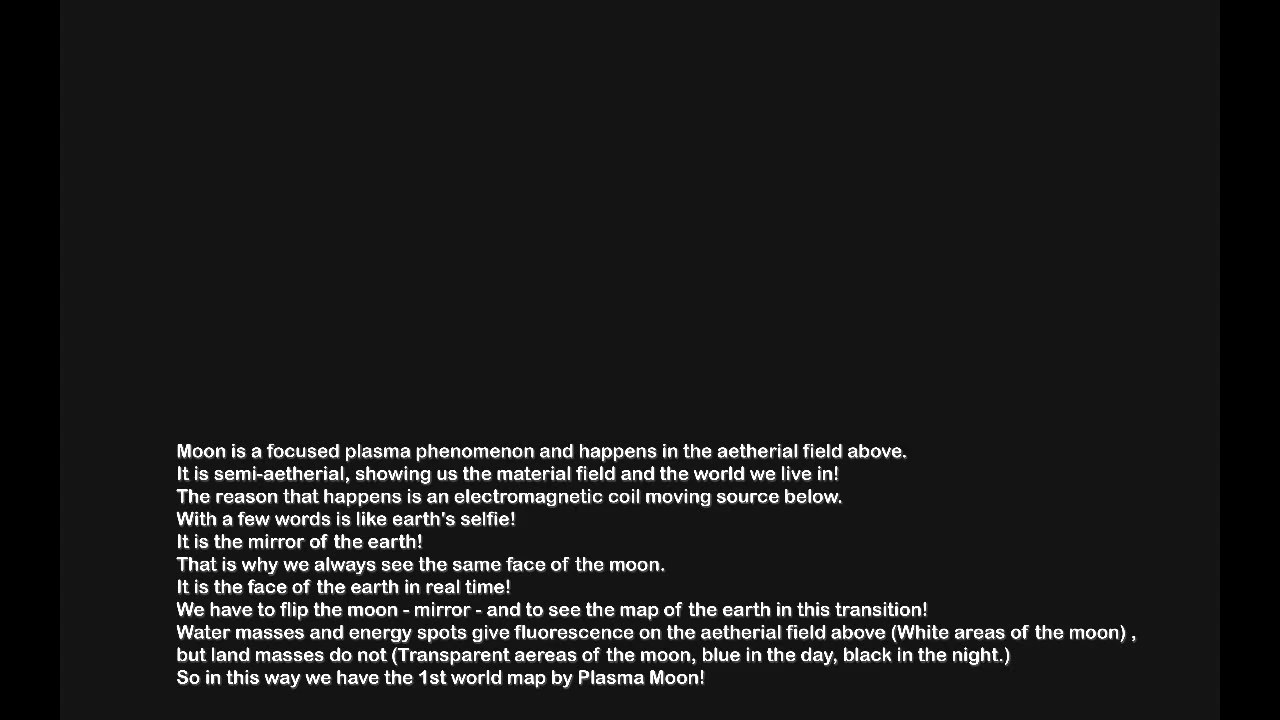 Moon is a focused plasma phenomenon and happens in the aetherial field above.
It is semi-aetherial, showing us the material field and the world we live in!
The reason that happens is an electromagnetic coil moving source below.
With a few words is like earth's selfie!
It is the mirror of the earth!
That is why we always see the same face of the moon.
It is the face of the earth in real time!
We have to flip the moon - mirror - and to see the map of the earth in this transition!
Water masses and energy spots give fluorescence on the aetherial field above (White areas of the moon) ,
but land masses do not (Transparent aereas of the moon, blue in the day, black in the night.)
So in this way we have the 1st world map by Plasma Moon!